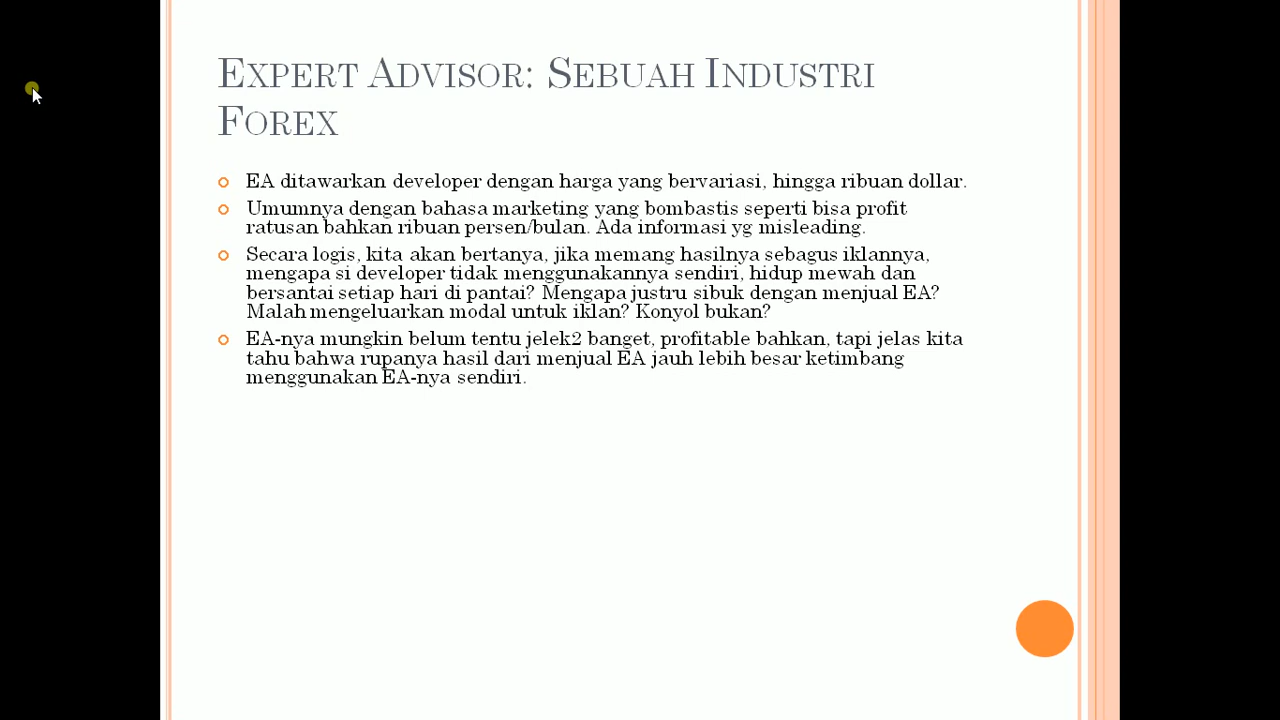 EXPERT ADVISOR: SEBUAH INDUSTRI
FOREX
EA ditawarkan developer dengan harga yang bervariasi, hingga ribuan dollar.
Umumnya dengan bahasa marketing yang bombastis seperti bisa profit
ratusan bahkan ribuan persen/bulan. Ada informasi yg misleading.
Secara logis, kita akan bertanya, jika memang hasilnya sebagus iklannya,
mengapa si developer tidak menggunakannya sendiri, hidup mewah dan
bersantai setiap hari di pantai? Mengapa justru sibuk dengan menjual EA?
Malah mengeluarkan modal untuk iklan? Konyol bukan?
EA-nya mungkin belum tentu jelek2 banget, profitable bahkan, tapi jelas kita
tahu bahwa rupanya hasil dari menjual EA jauh lebih besar ketimbang
menggunakan EA-nya sendiri.